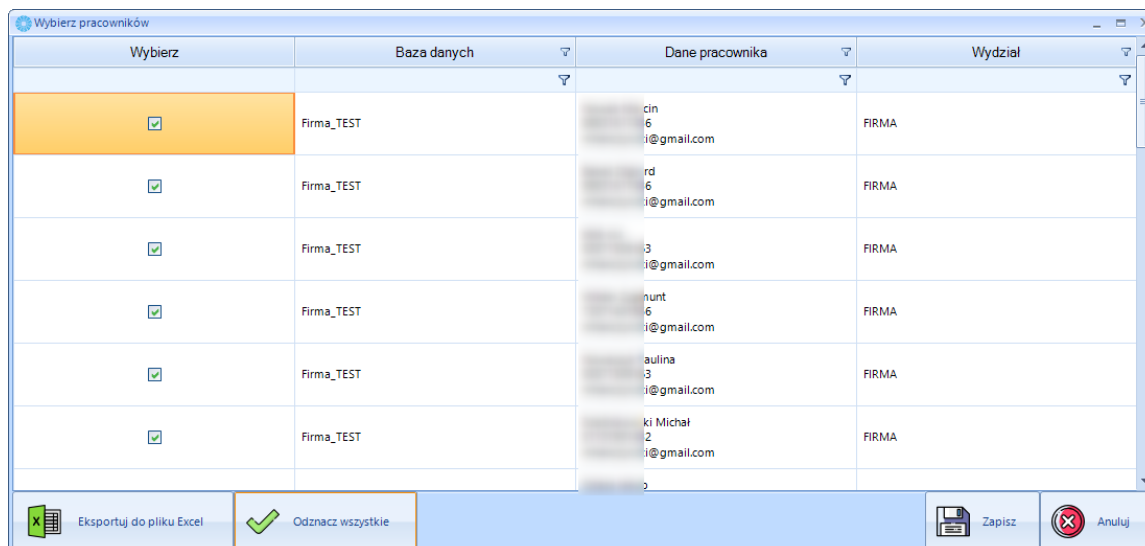 Wybierz pracowników
Wybierz Baza danych Dane pracownika Wydział
cin
Firma_TEST 6 FIRMA
i@gmail.com
rd
Firma_TEST 6 FIRMA
i@gmail.com
Firma_TEST 3 FIRMA
i@gmail.com
munt
Firma_TEST 6 FIRMA
i@gmail.com
aulina
Firma_TEST 3 FIRMA
i@gmail.com
ki Michał
Firma_TEST 2 FIRMA
i@gmail.com
Eksportuj do pliku Excel Odznacz wszystkie Zapisz Anuluj